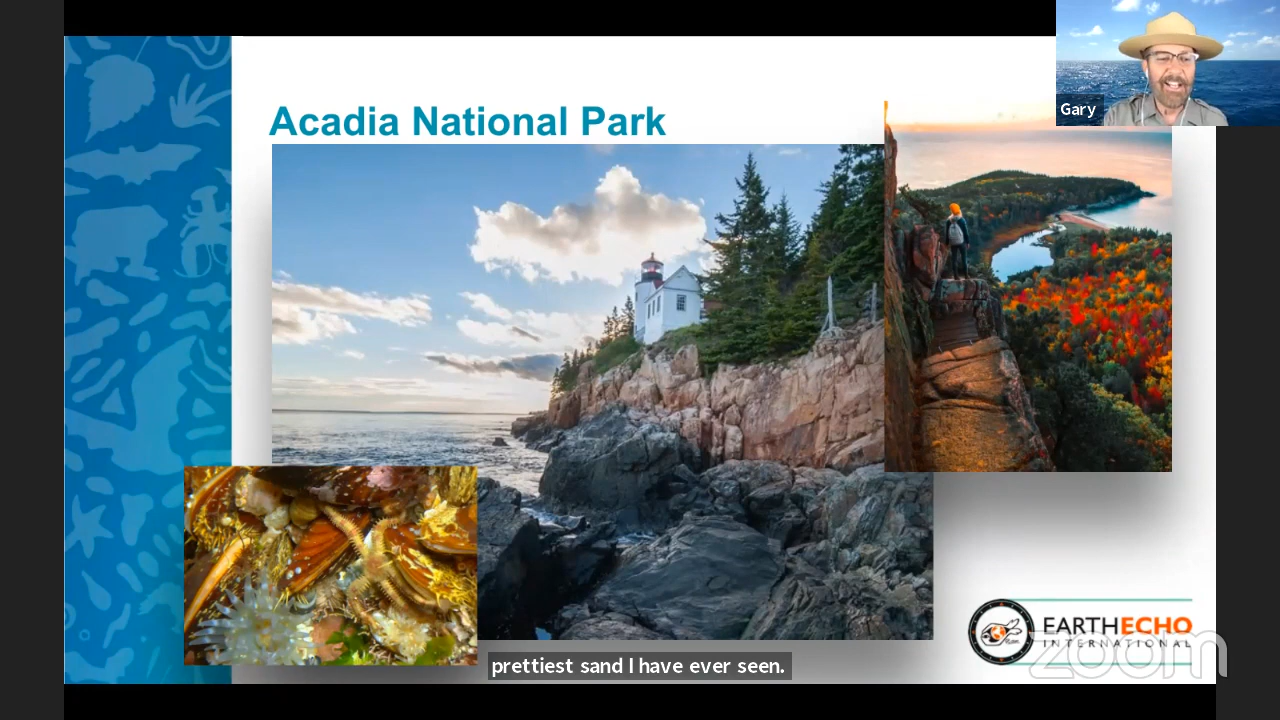 Gary
Acadia National Park
EARTHECHO
INTERNATIONAL
zoom
prettiest sand I have ever seen.